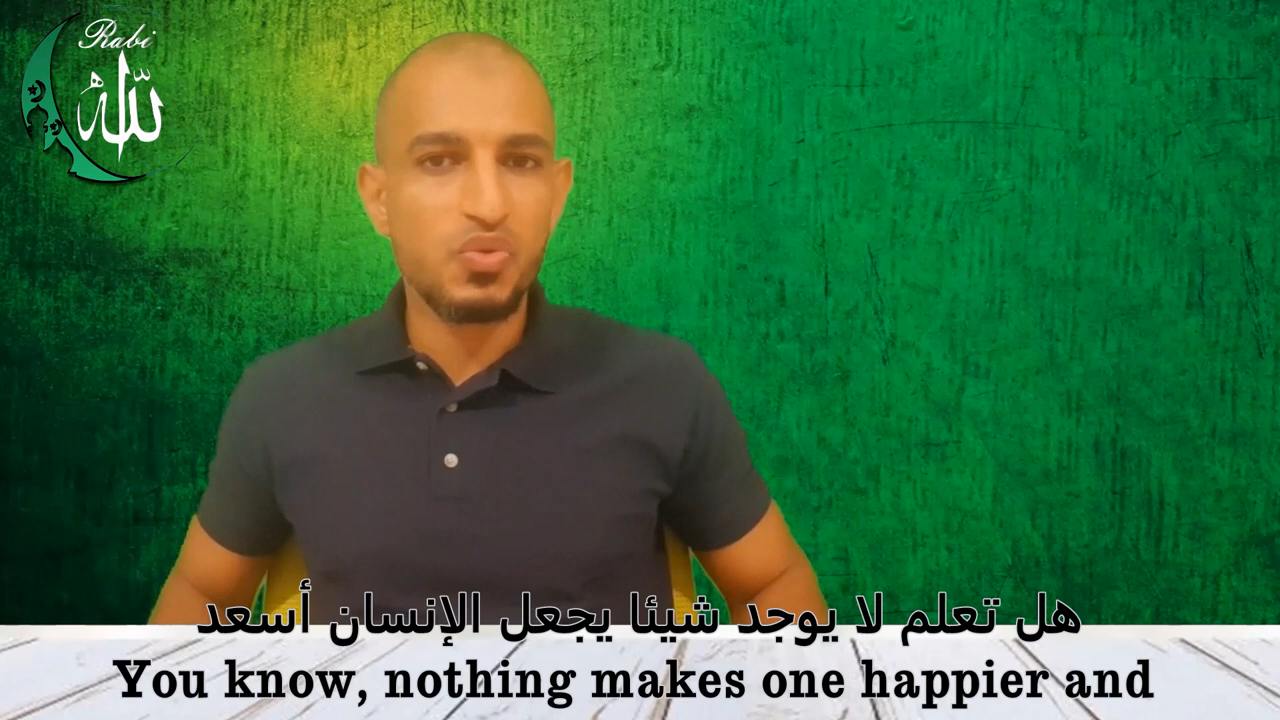 Rabi
الله
هل تعلم لا يوجد شيئا يجعل الإنسان أسعد
You know, nothing makes one happier and